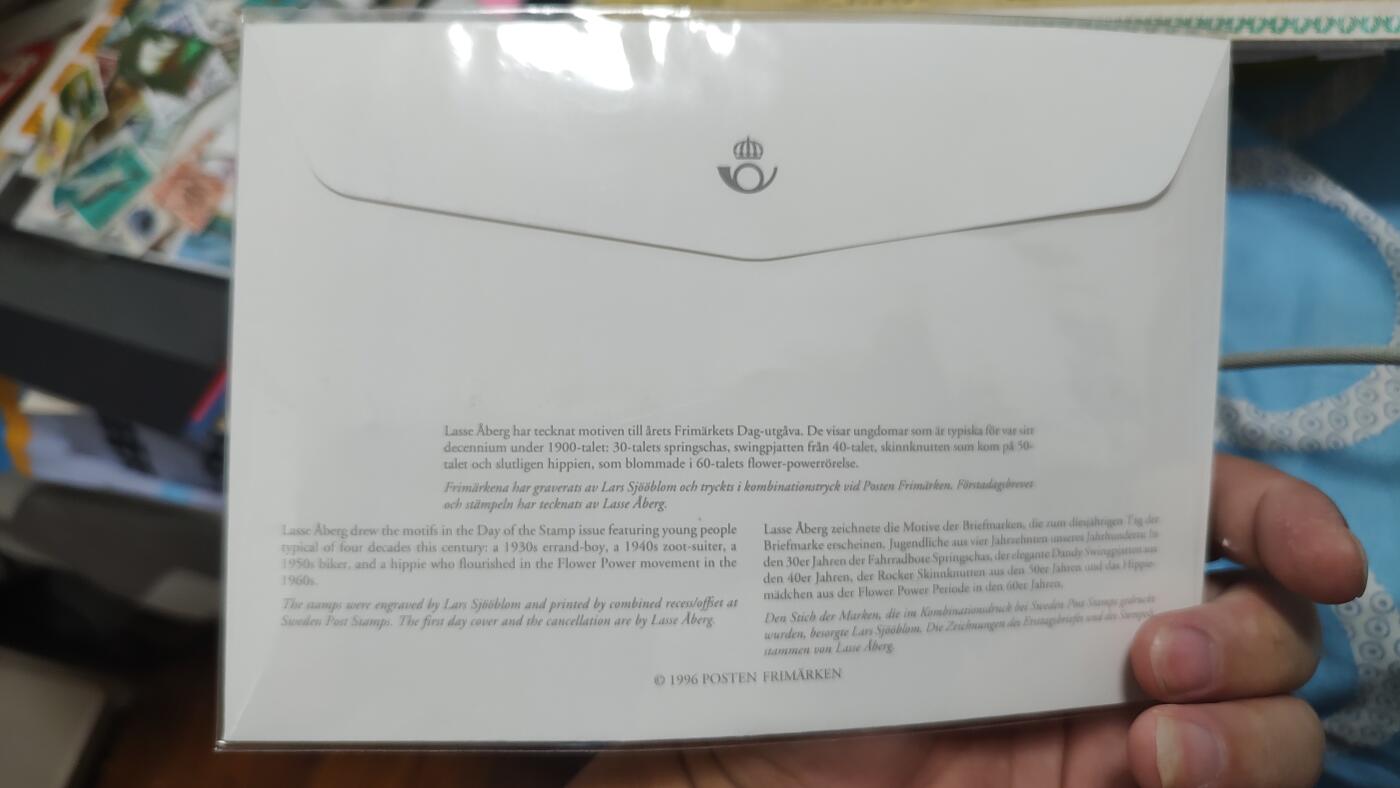 Lasse Åberg har tecknat motiven till årets Frimärkets Dag-utgåva. De visar ungdomar som är typiska för var sitt
decennium under 1900-talet: 30-talets springschas, swingpjatten från 40-talet, skinnknutten som kom på 50-
talet och slutligen hippien, som blommade i 60-talets flower-powerrörelse.
Frimärkena har graverats av Lars Sjööblom och tryckts i kombinationstryck vid Posten Frimärken. Förstadagsbrevet
och stämpeln har tecknats av Lasse Åberg.
Lasse Åberg drew the motifs in the Day of the Stamp issue featuring young people
typical of four decades this century: a 1930s errand-boy, a 1940s zoot-suiter, a
1950s biker, and a hippie who flourished in the Flower Power movement in the
1960s.
The stamps were engraved by Lars Sjööblom and printed by combined recess/offset at
Sweden Post Stamps. The first day cover and the cancellation are by Lasse Åberg.
Lasse Åberg zeichnete die Motive der Briefmarken, die zum diesjährigen Tag der
Briefmarke erscheinen. Jugendliche aus vier Jahrzehnten unseres Jahrhunderts: In
den 30er Jahren der Fahrradbote Springschas, der elegante Dandy Swingpjatten aus
den 40er Jahren, der Rocker Skinnknutten aus den 50er Jahren und das Hippie-
mädchen aus der Flower Power Periode in den 60er Jahren.
Den Stich der Marken, die im Kombinationsdruck bei Sweden Post Stamps gedruckt
wurden, besorgte Lars Sjööblom. Die Zeichnungen des Ersttagsbriefes und des Stempels
stammen von Lasse Åberg.
© 1996 POSTEN FRIMÄRKEN